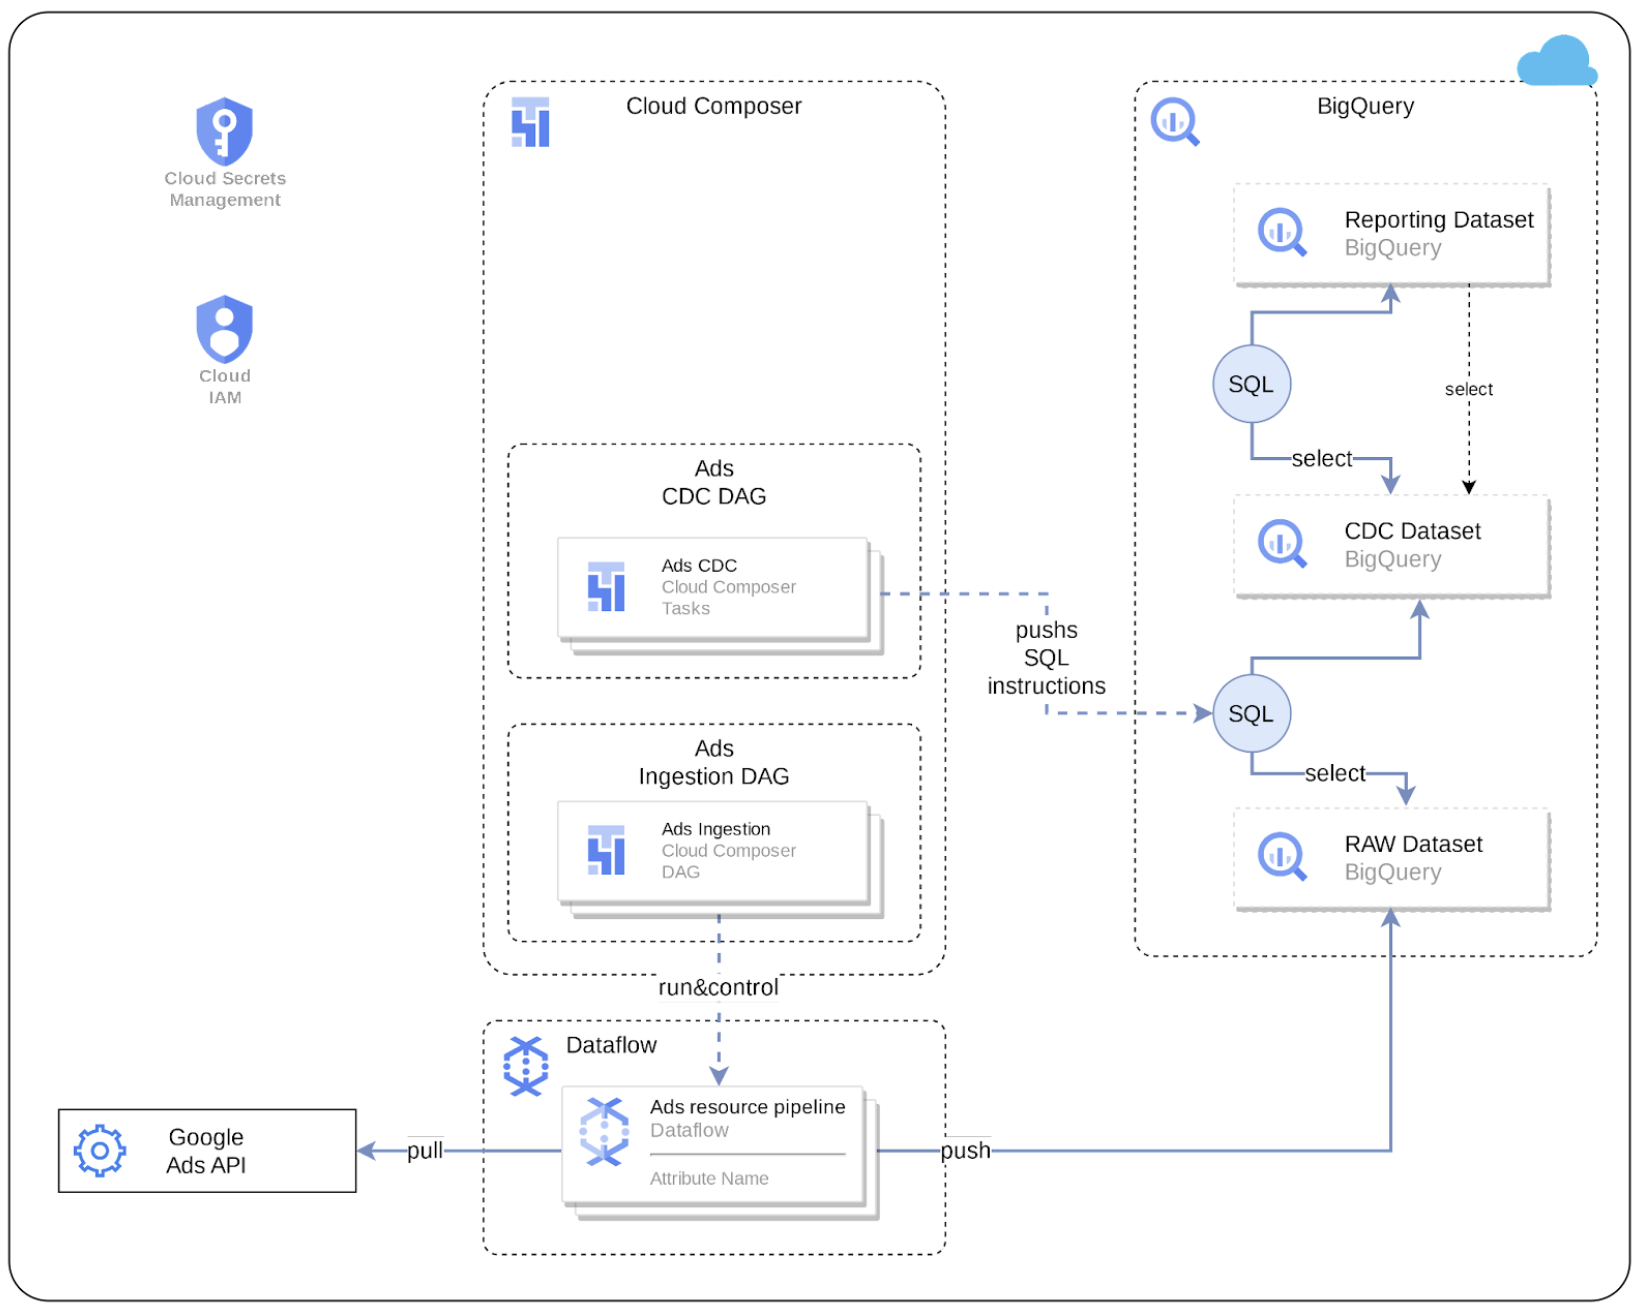 Cloud Secrets
Management
Cloud
IAM
Cloud Composer
Ads
CDC DAG
Ads CDC
Cloud Composer
Tasks
pushs
SQL
instructions
Ads
Ingestion DAG
Ads Ingestion
Cloud Composer
DAG
run&control
Dataflow
Ads resource pipeline
Dataflow
Attribute Name
pull
Google
Ads API
push
BigQuery
Reporting Dataset
BigQuery
SQL
select
select
CDC Dataset
BigQuery
SQL
select
RAW Dataset
BigQuery